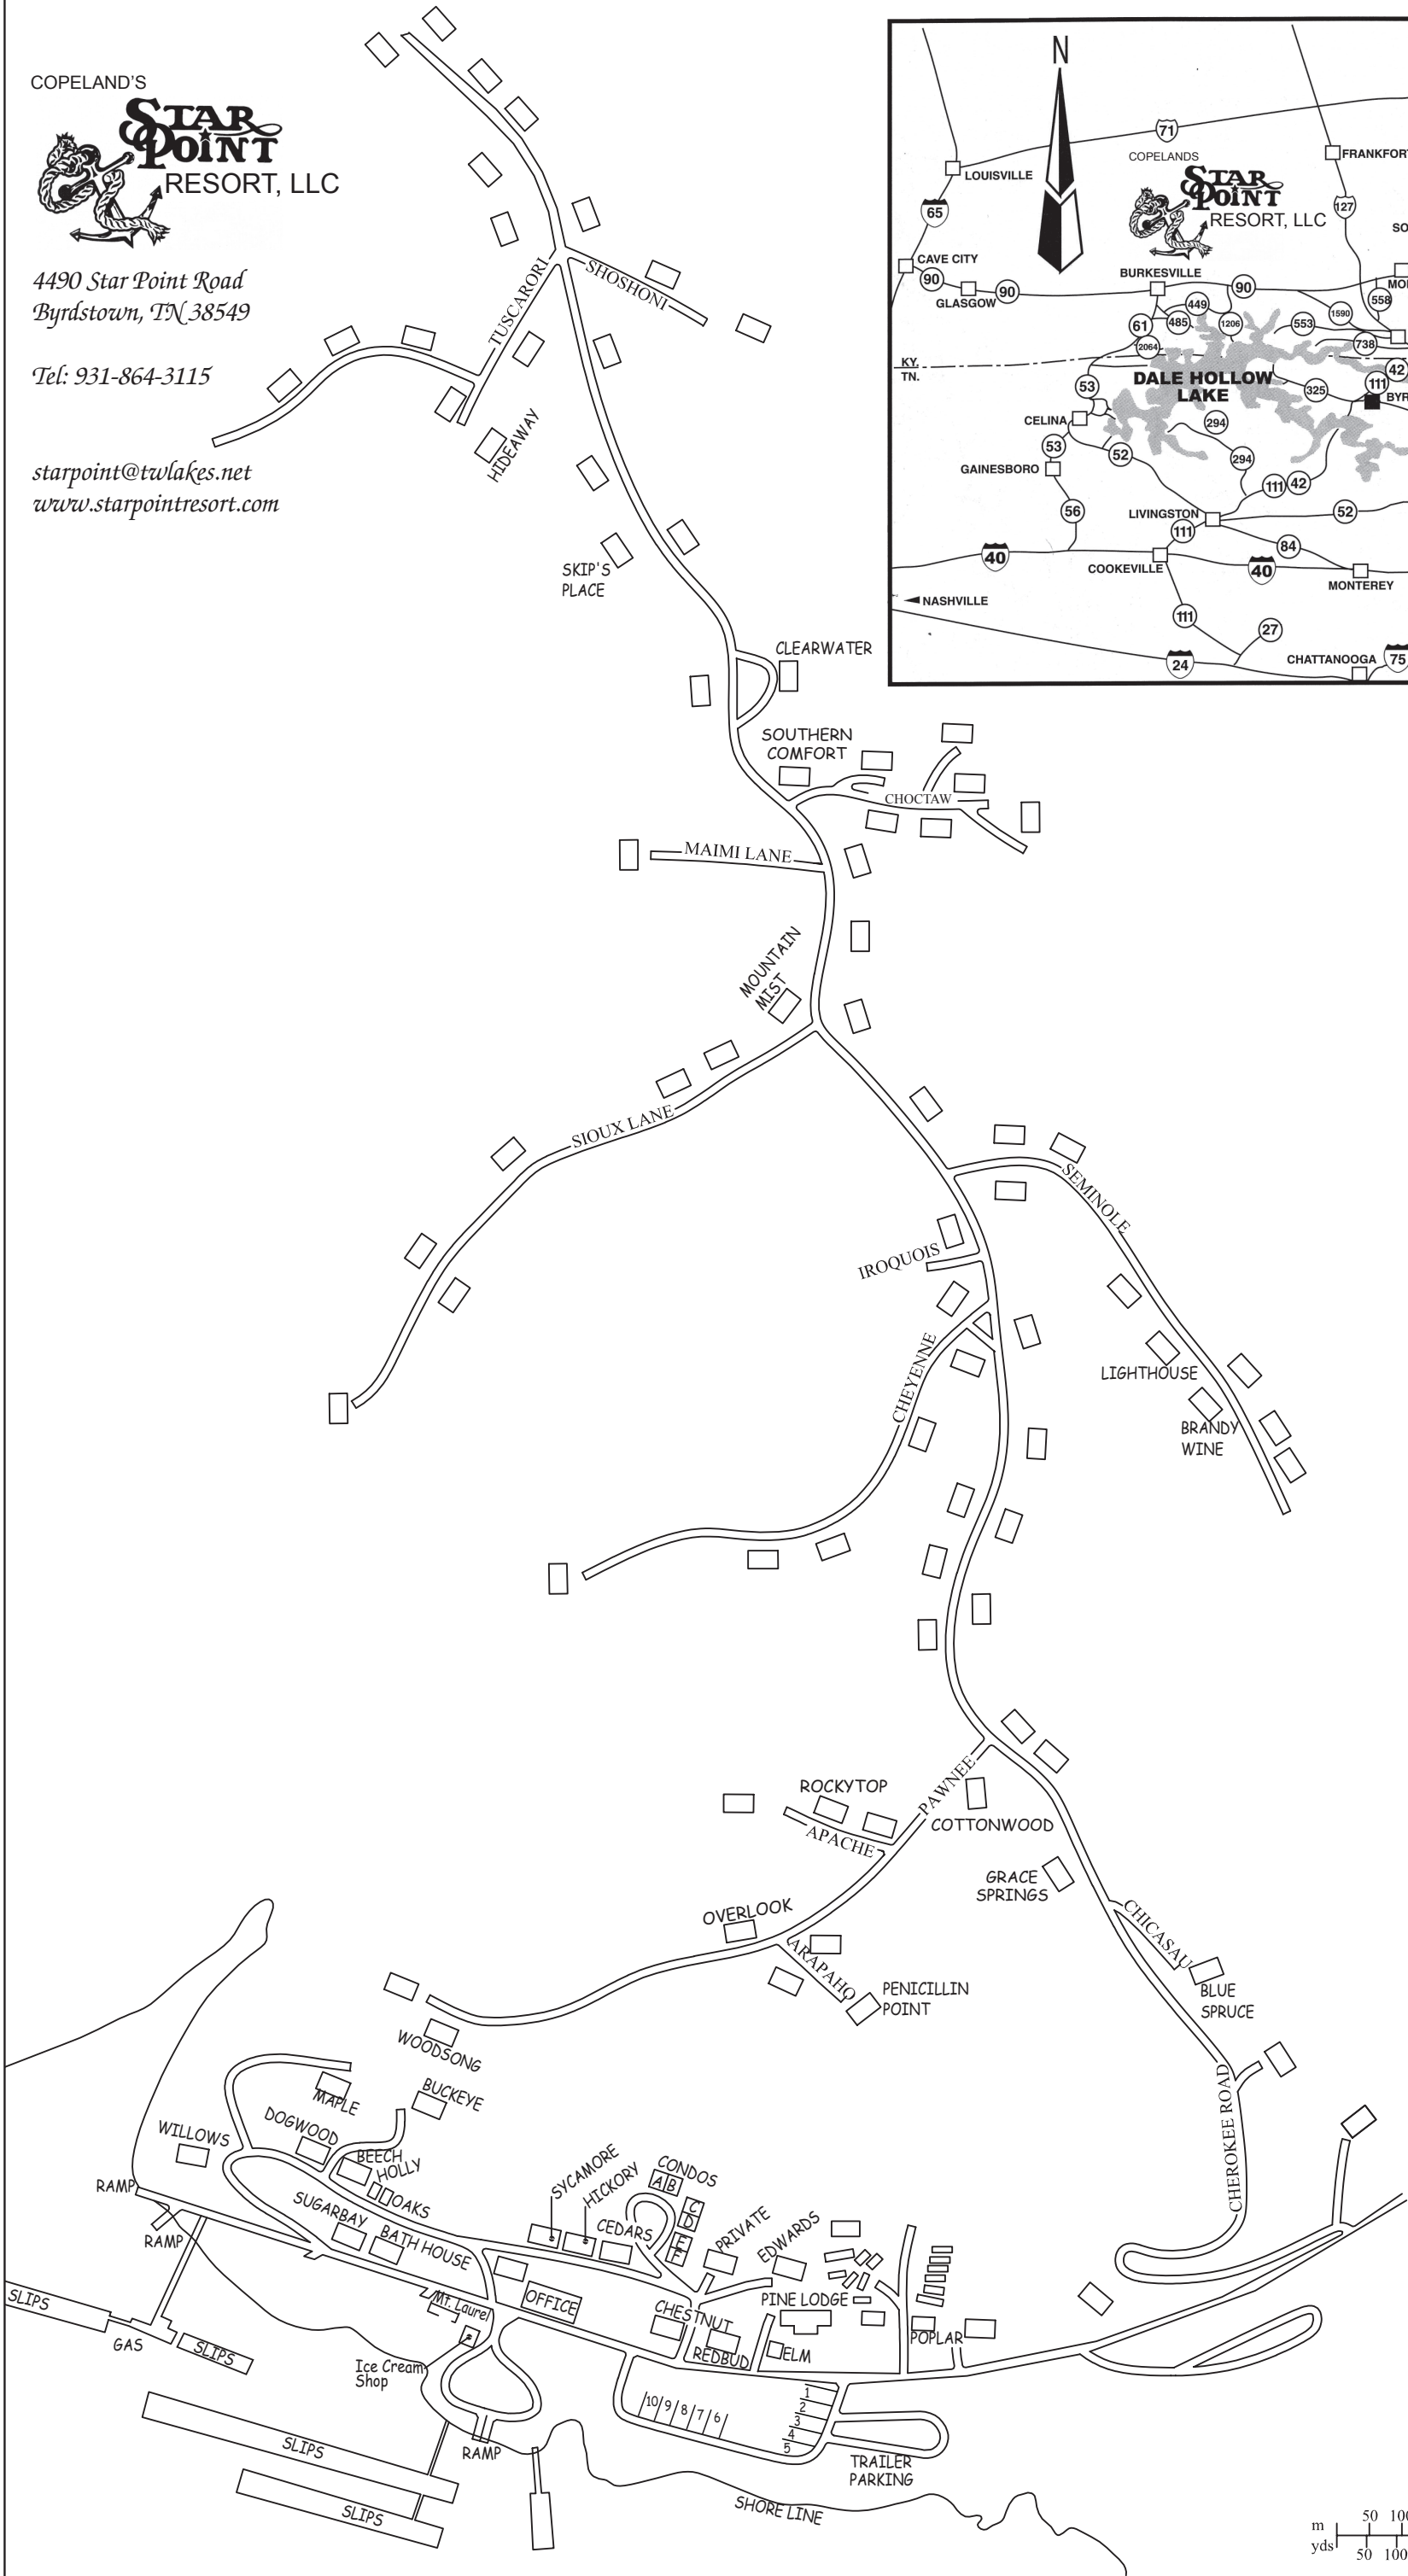 COPELAND'S
STAR
POINT
RESORT, LLC
4490 Star Point Road
Byrdstown, TN 38549
Tel: 931-864-3115
starpoint@twlakes.net
www.starpointresort.com
N
71
COPELANDS
STAR
POINT
RESORT, LLC
LOUISVILLE
FRANKFORT
65
127
SO
CAVE CITY
90
GLASGOW
90
BURKESVILLE
90
MO
558
449
1590
61
485
1206
553
2064
738
KY.
TN.
42
DALE HOLLOW
LAKE
53
325
111
BYR
CELINA
294
53
52
294
GAINESBORO
111
42
56
LIVINGSTON
52
111
84
40
COOKEVILLE
40
MONTEREY
NASHVILLE
111
27
24
CHATTANOOGA
75
TUSCARORI
SHOSHONI
HIDEAWAY
SKIP'S
PLACE
CLEARWATER
SOUTHERN
COMFORT
CHOCTAW
MAIMI LANE
MOUNTAIN
MIST
SIOUX LANE
SEMINOLE
IROQUOIS
CHEYENNE
LIGHTHOUSE
BRANDY
WINE
PAWNEE
ROCKYTOP
APACHE
COTTONWOOD
GRACE
SPRINGS
OVERLOOK
ARAPAHO
CHICASAU
BLUE
SPRUCE
PENICILLIN
POINT
WOODSONG
MAPLE
BUCKEYE
DOGWOOD
WILLOWS
BEECH
HOLLY
OAKS
SYCAMORE
HICKORY
CONDOS
A B
C
D
E
F
CHEROKEE ROAD
RAMP
RAMP
SUGARBAY
BATH HOUSE
CEDARS
PRIVATE
EDWARDS
SLIPS
GAS
SLIPS
Mt. Laurel
OFFICE
PINE LODGE
CHESTNUT
REDBUD
ELM
POPLAR
Ice Cream
Shop
10 9 8 7 6
1
2
3
4
5
SLIPS
RAMP
TRAILER
PARKING
SLIPS
SHORE LINE
m 50 100
yds 50 100